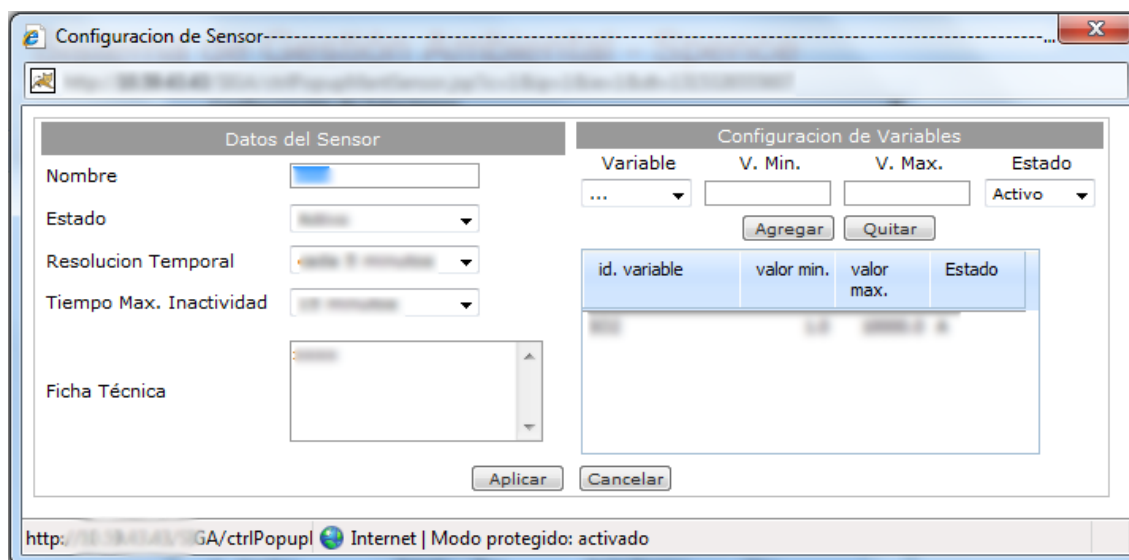 Configuracion de Sensor----------------------------------------------------------------------------------------------------...
Datos del Sensor
Nombre
Estado
Resolucion Temporal
Tiempo Max. Inactividad
Ficha Técnica
Configuracion de Variables
Variable V. Min. V. Max. Estado
... Activo
Agregar Quitar
id. variable valor min. valor max. Estado
Aplicar Cancelar
http: GA/ctrlPopupl Internet | Modo protegido: activado